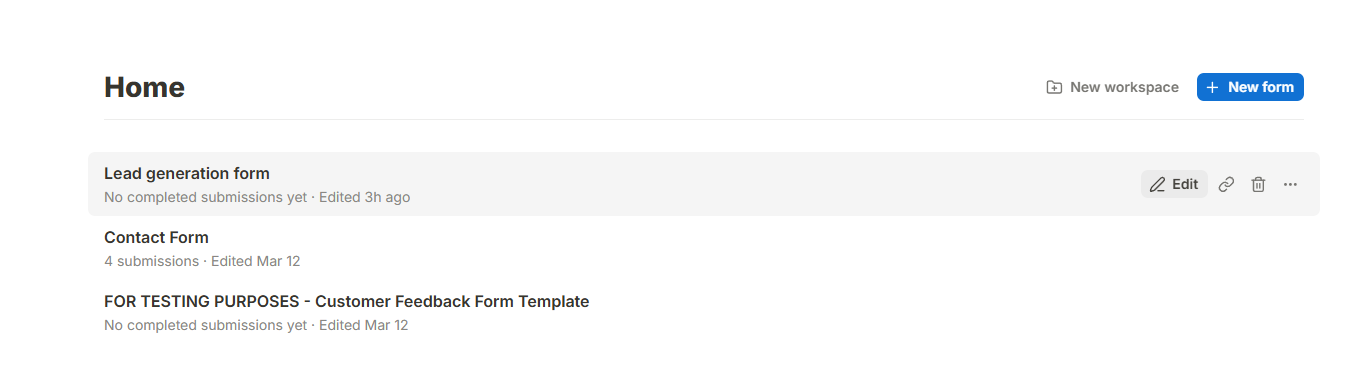 Home
New workspace
+ New form
Lead generation form
No completed submissions yet · Edited 3h ago
Edit
Contact Form
4 submissions · Edited Mar 12
FOR TESTING PURPOSES - Customer Feedback Form Template
No completed submissions yet · Edited Mar 12